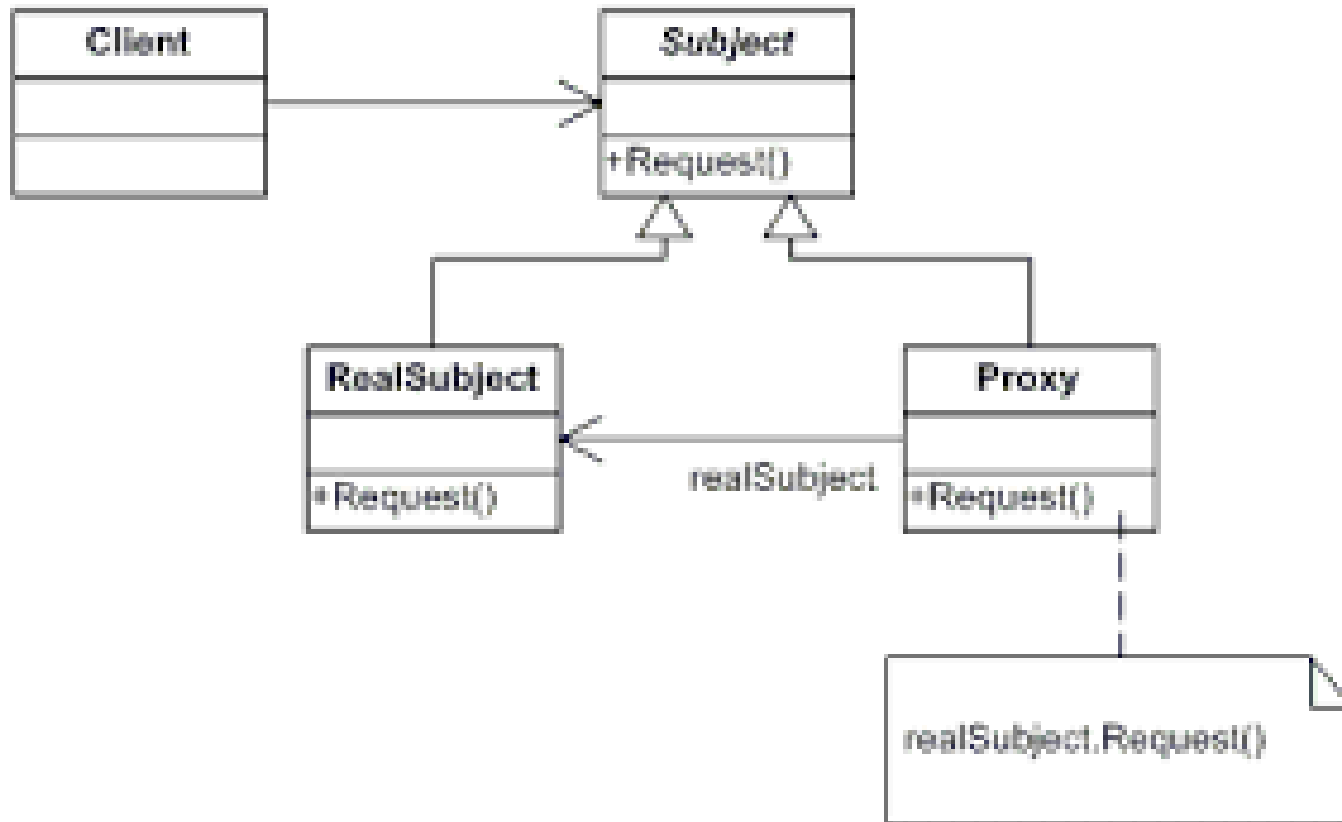 Client
Subject
+Request()
RealSubject
+Request()
realSubject
Proxy
+Request()
realSubject.Request()